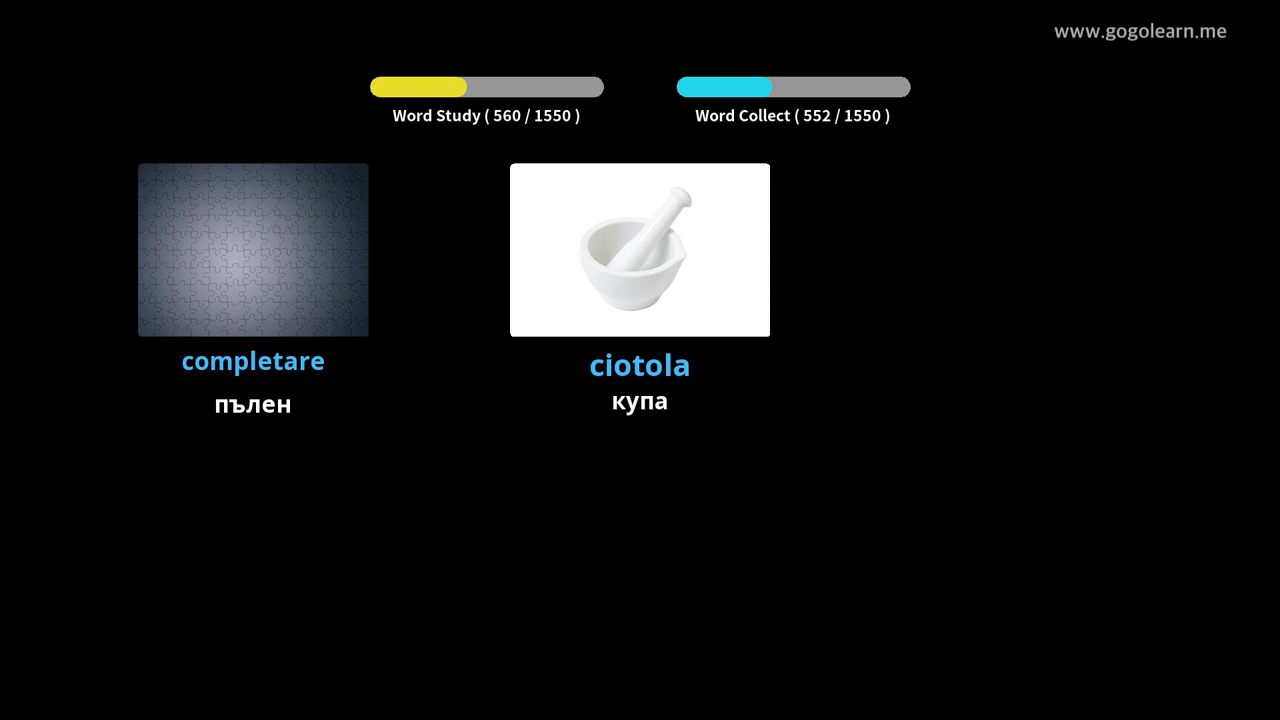 www.gogolearn.me
Word Study ( 560 / 1550 )
Word Collect ( 552 / 1550 )
completare
пълен
ciotola
купа